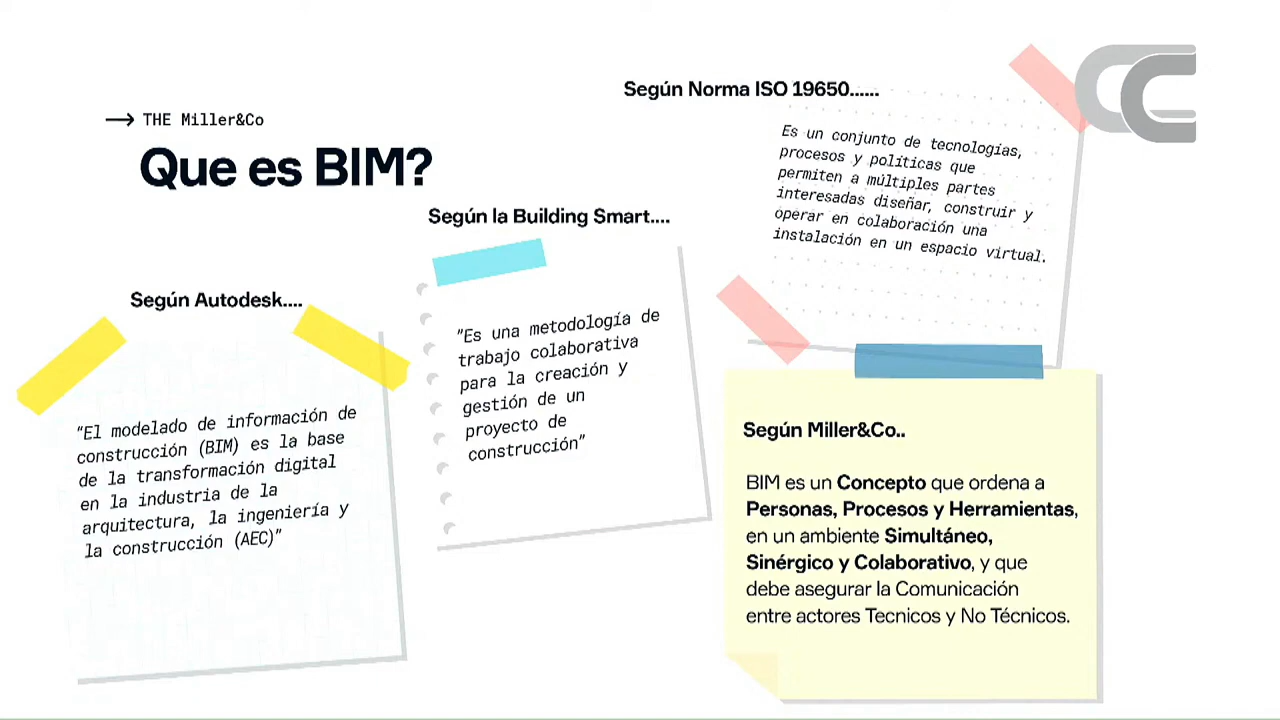 THE Miller&Co
Que es BIM?
Según Autodesk....
"El modelado de información de
construcción (BIM) es la base
de la transformación digital
en la industria de la
arquitectura, la ingeniería y
la construcción (AEC)"
Según la Building Smart....
"Es una metodología de
trabajo colaborativa
para la creación y
gestión de un
proyecto de
construcción"
Según Norma ISO 19650......
Es un conjunto de tecnologías,
procesos y políticas que
permiten a múltiples partes
interesadas diseñar, construir y
operar en colaboración una
instalación en un espacio virtual.
Según Miller&Co..
BIM es un Concepto que ordena a
Personas, Procesos y Herramientas,
en un ambiente Simultáneo,
Sinérgico y Colaborativo, y que
debe asegurar la Comunicación
entre actores Tecnicos y No Técnicos.